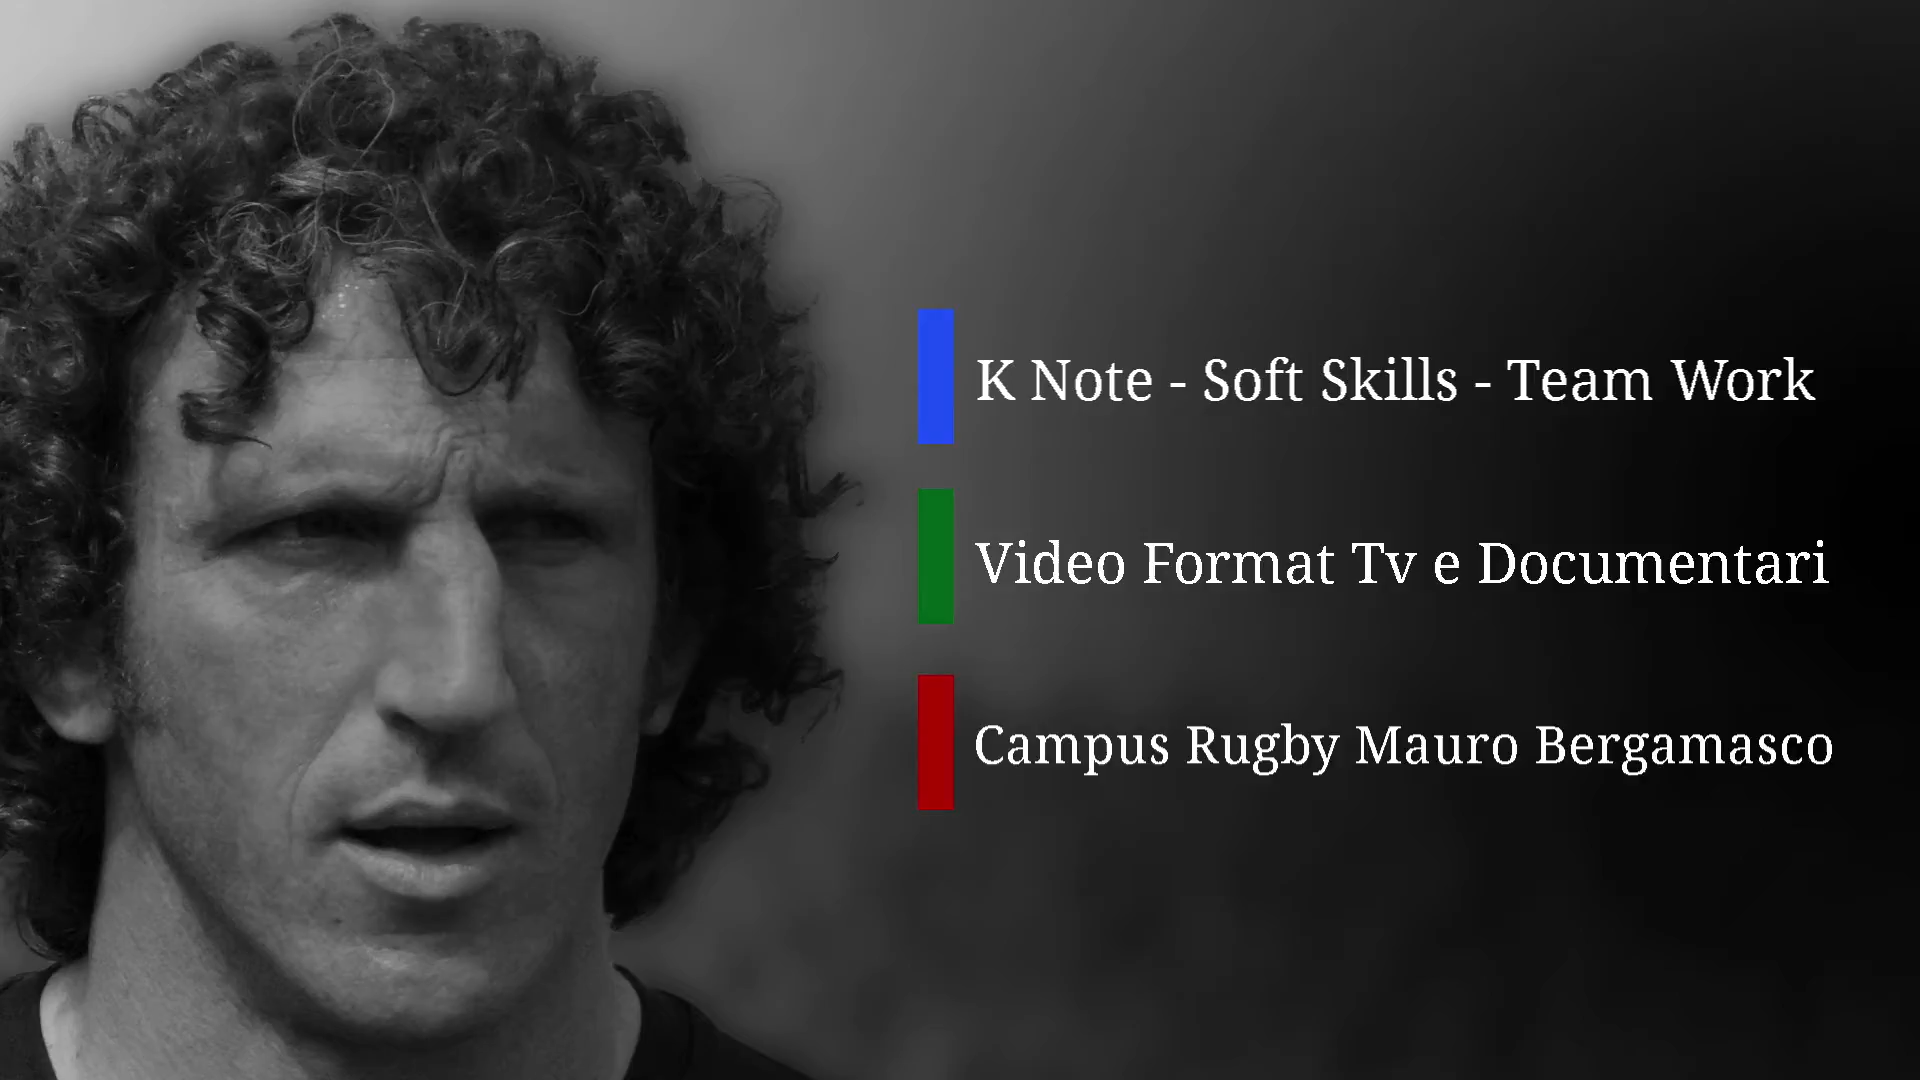 K Note - Soft Skills - Team Work
Video Format Tv e Documentari
Campus Rugby Mauro Bergamasco